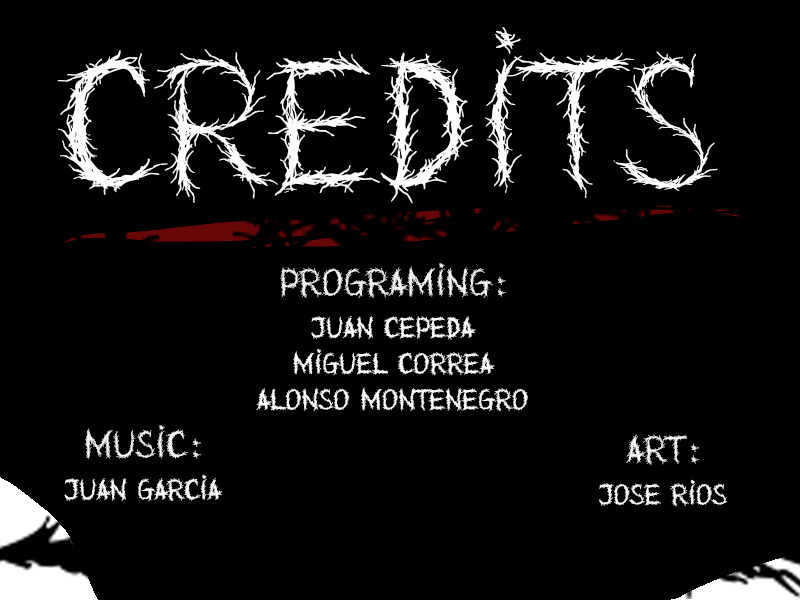 CREDiTS
PROGRAMiNG:
JUAN CEPEDA
MiGUEL CORREA
ALONSO MONTENEGRO
MUSiC:
JUAN GARCiA
ART:
JOSE RiOS